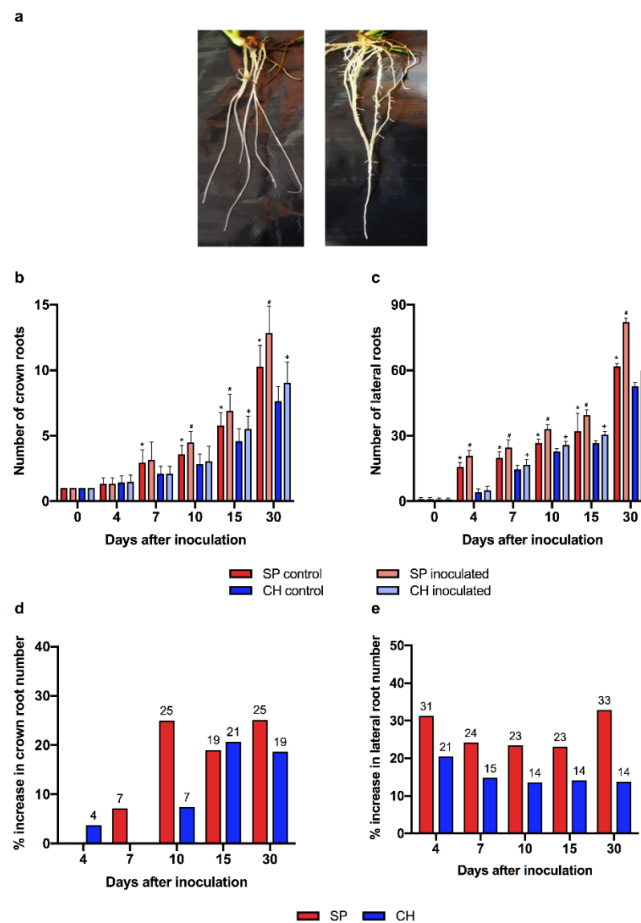 a
b
c
15
10
5
0
Number of crown roots
* * # * # + * # +
0 4 7 10 15 30
Days after inoculation
90
60
30
0
Number of lateral roots
* # * # + * # + * # + * #
0 4 7 10 15 30
Days after inoculation
SP control
SP inoculated
CH control
CH inoculated
d
e
40
30
20
10
0
% increase in crown root number
4 7 25 7 19 21 25 19
4 7 10 15 30
Days after inoculation
50
40
30
20
10
0
% increase in lateral root number
31 21 24 15 23 14 23 14 33 14
4 7 10 15 30
Days after inoculation
SP
CH